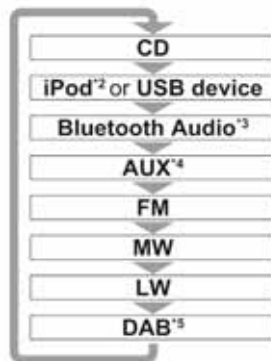 CD
iPod*2 or USB device
Bluetooth Audio*3
AUX*4
FM
MW
LW
DAB*5